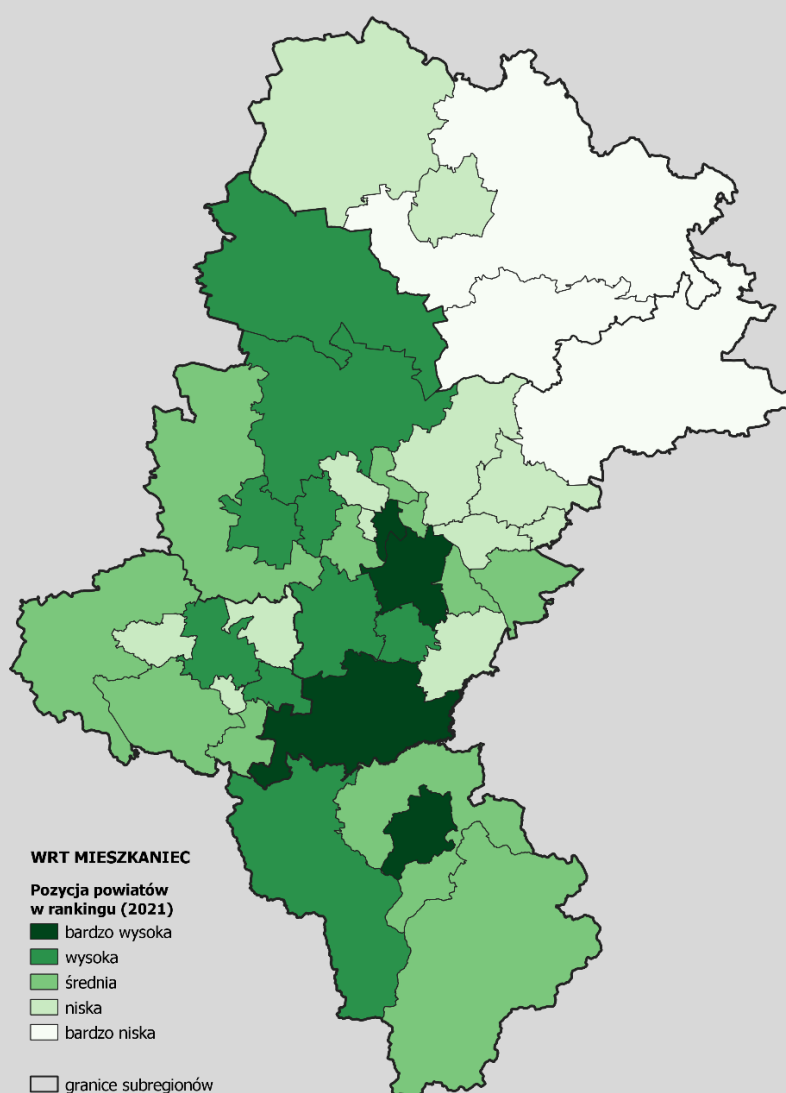 WRT MIESZKANIEC
Pozycja powiatów
w rankingu (2021)
bardzo wysoka
wysoka
średnia
niska
bardzo niska
granice subregionów